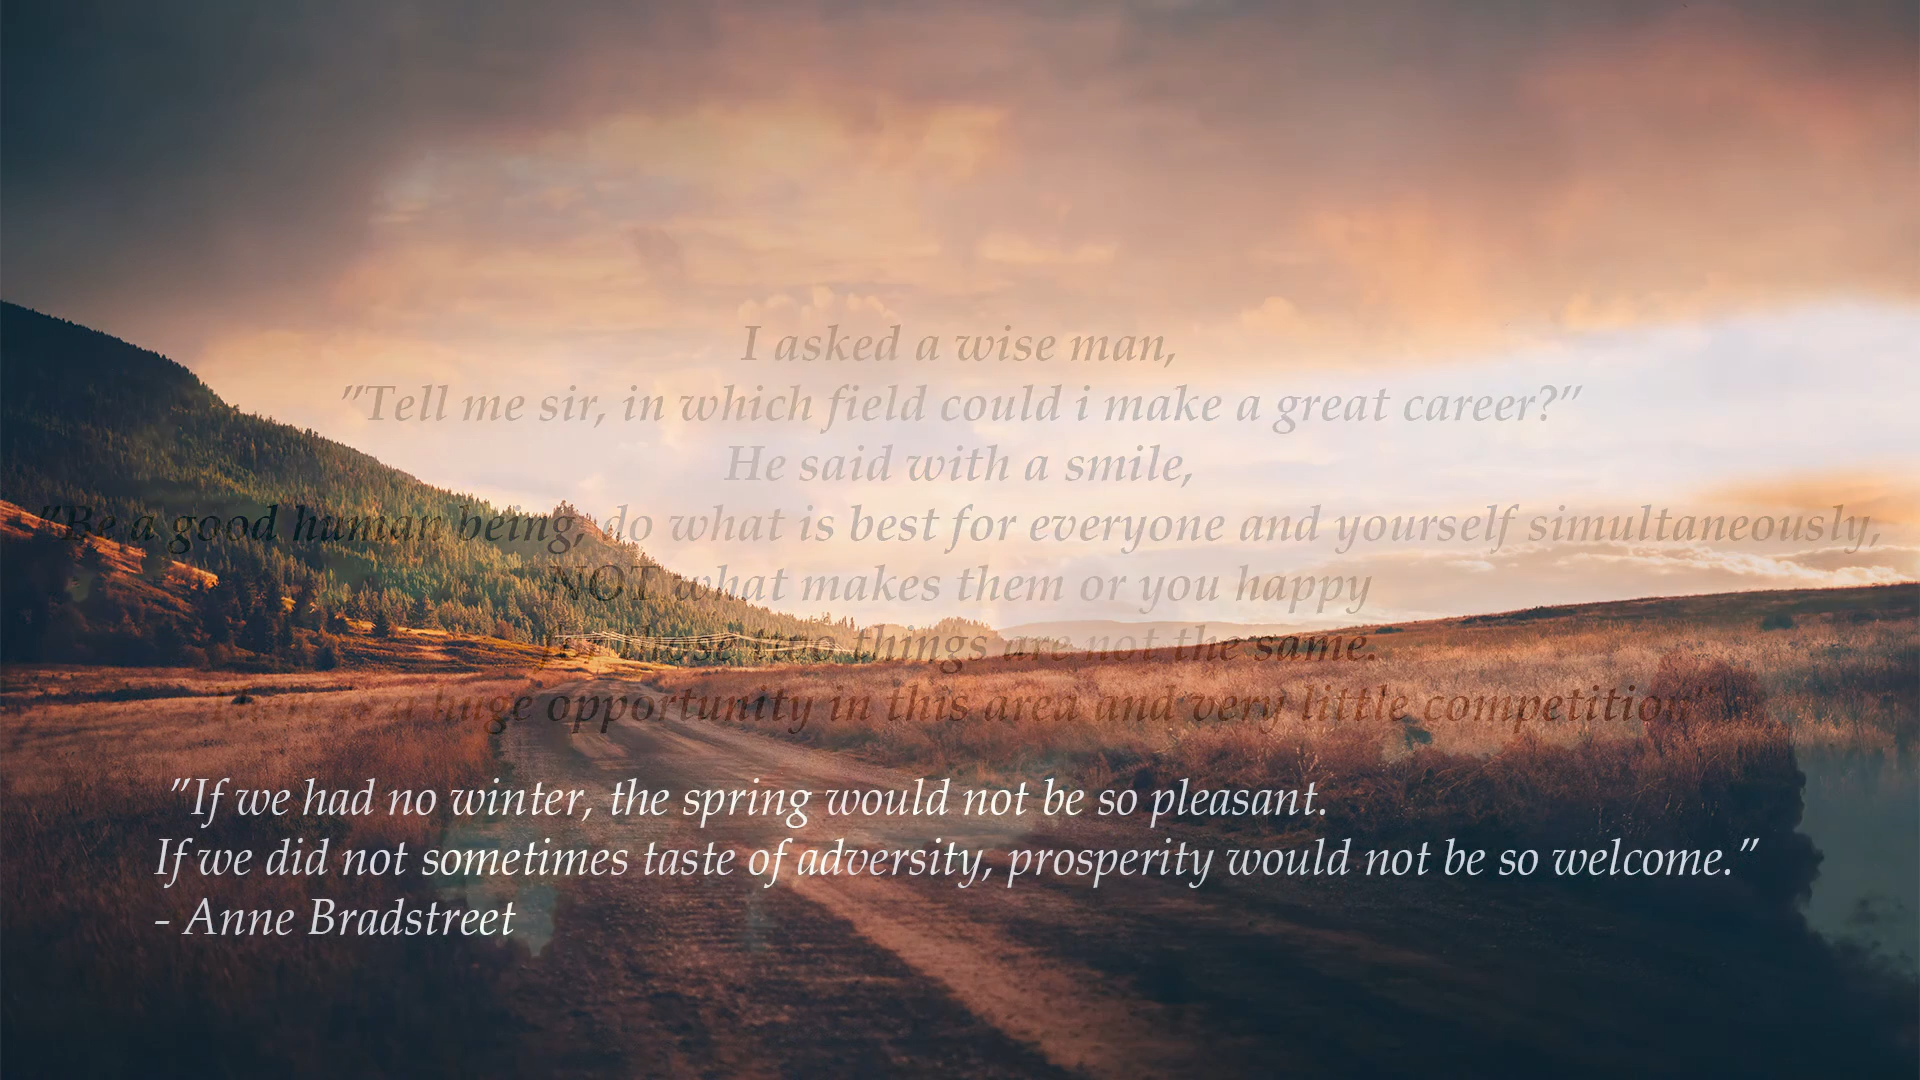 I asked a wise man,
"Tell me sir, in which field could i make a great career?"
He said with a smile,
"Be a good human being, do what is best for everyone and yourself simultaneously,
NOT what makes them or you happy
those two things are not the same.
a huge opportunity in this area and very little competition
"If we had no winter, the spring would not be so pleasant.
If we did not sometimes taste of adversity, prosperity would not be so welcome."
- Anne Bradstreet